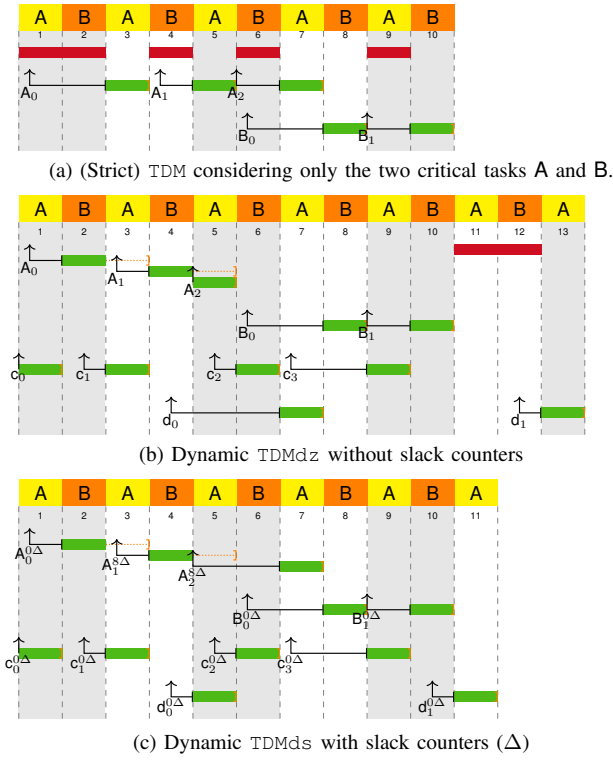 A B A B A B A B A B
1 2 3 4 5 6 7 8 9 10
A₀ A₁ A₂
B₀ B₁
(a) (Strict) TDM considering only the two critical tasks A and B.
A B A B A B A B A B A B A
1 2 3 4 5 6 7 8 9 10 11 12 13
A₀ A₁ A₂
B₀ B₁
c₀ c₁ c₂ c₃
d₀ d₁
(b) Dynamic TDMdz without slack counters
A B A B A B A B A B A
1 2 3 4 5 6 7 8 9 10 11
A₀^{0Δ} A₁^{8Δ} A₂^{8Δ}
B₀^{0Δ} B₁^{0Δ}
c₀^{0Δ} c₁^{0Δ} c₂^{0Δ} c₃^{0Δ}
d₀^{0Δ} d₁^{0Δ}
(c) Dynamic TDMds with slack counters (Δ)